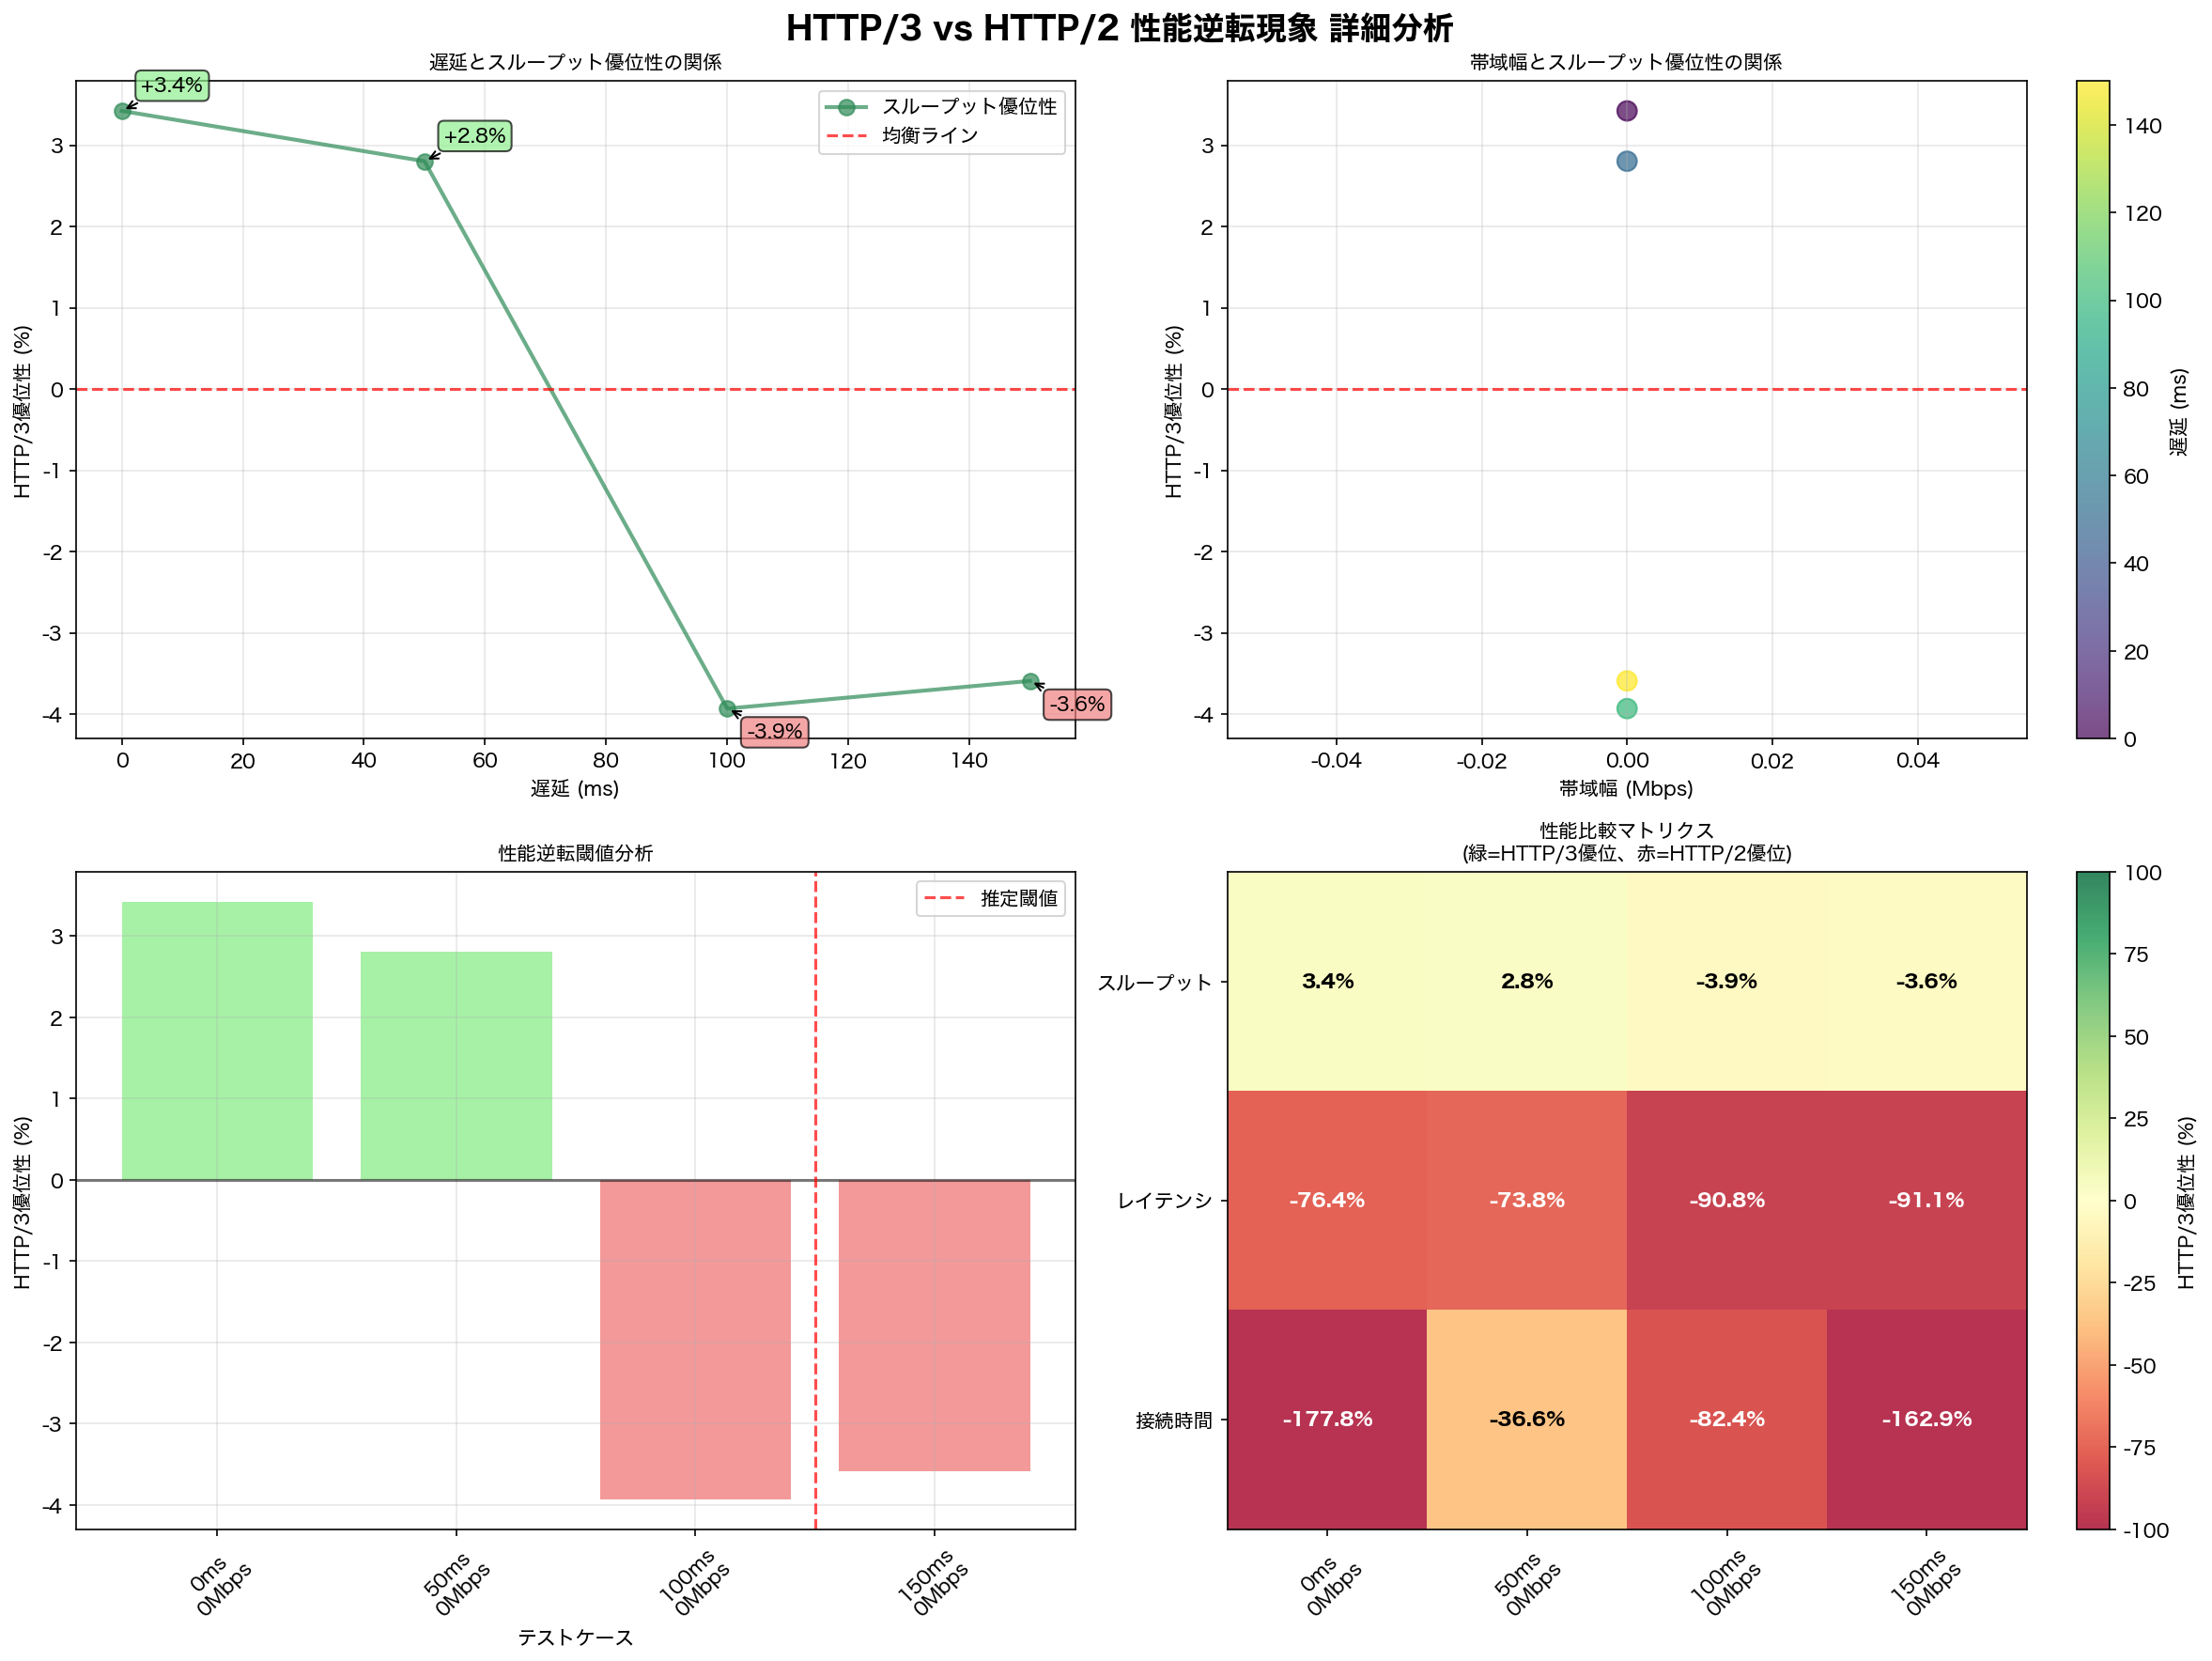 HTTP/3 vs HTTP/2 性能逆転現象 詳細分析
遅延とスループット優位性の関係
+3.4%
+2.8%
-3.9%
-3.6%
スループット優位性
均衡ライン
3
2
1
0
-1
-2
-3
-4
HTTP/3優位性 (%)
0 20 40 60 80 100 120 140
遅延 (ms)
帯域幅とスループット優位性の関係
3
2
1
0
-1
-2
-3
-4
HTTP/3優位性 (%)
-0.04 -0.02 0.00 0.02 0.04
帯域幅 (Mbps)
140
120
100
80
60
40
20
0
遅延 (ms)
性能逆転閾値分析
推定閾値
3
2
1
0
-1
-2
-3
-4
HTTP/3優位性 (%)
0ms
0Mbps
50ms
0Mbps
100ms
0Mbps
150ms
0Mbps
テストケース
性能比較マトリクス
(緑=HTTP/3優位、赤=HTTP/2優位)
スループット 3.4% 2.8% -3.9% -3.6%
レイテンシ -76.4% -73.8% -90.8% -91.1%
接続時間 -177.8% -36.6% -82.4% -162.9%
0ms
0Mbps
50ms
0Mbps
100ms
0Mbps
150ms
0Mbps
100
75
50
25
0
-25
-50
-75
-100
HTTP/3優位性 (%)